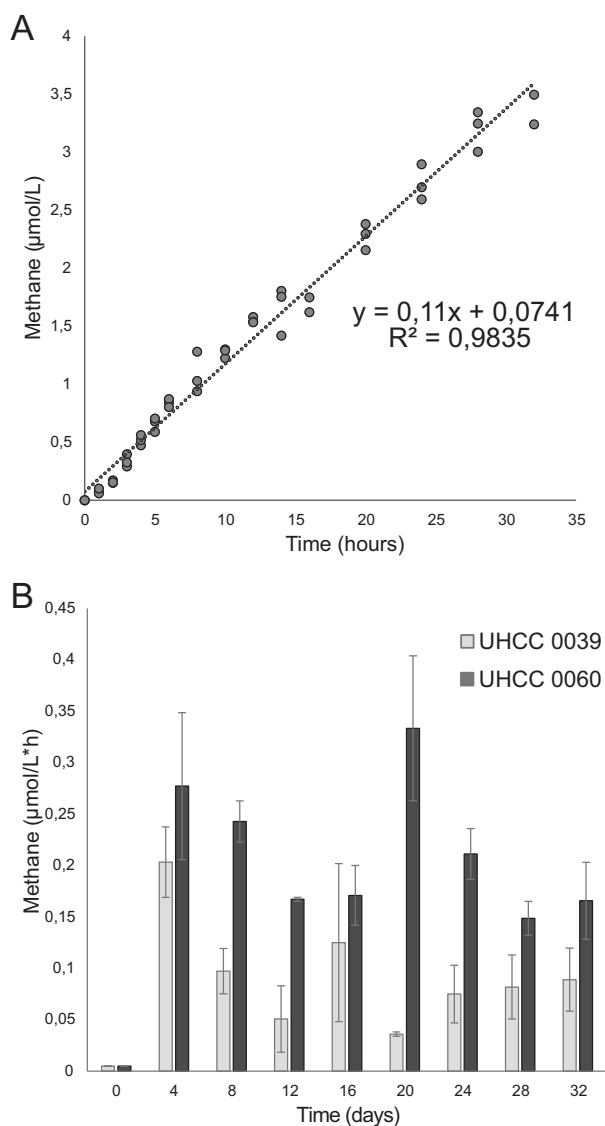 A
4
3,5
3
2,5
2
1,5
1
0,5
0
Methane (µmol/L)
y = 0,11x + 0,0741
R² = 0,9835
0 5 10 15 20 25 30 35
Time (hours)
B
0,45
0,4
0,35
0,3
0,25
0,2
0,15
0,1
0,05
0
Methane (µmol/L*h)
UHCC 0039
UHCC 0060
0 4 8 12 16 20 24 28 32
Time (days)